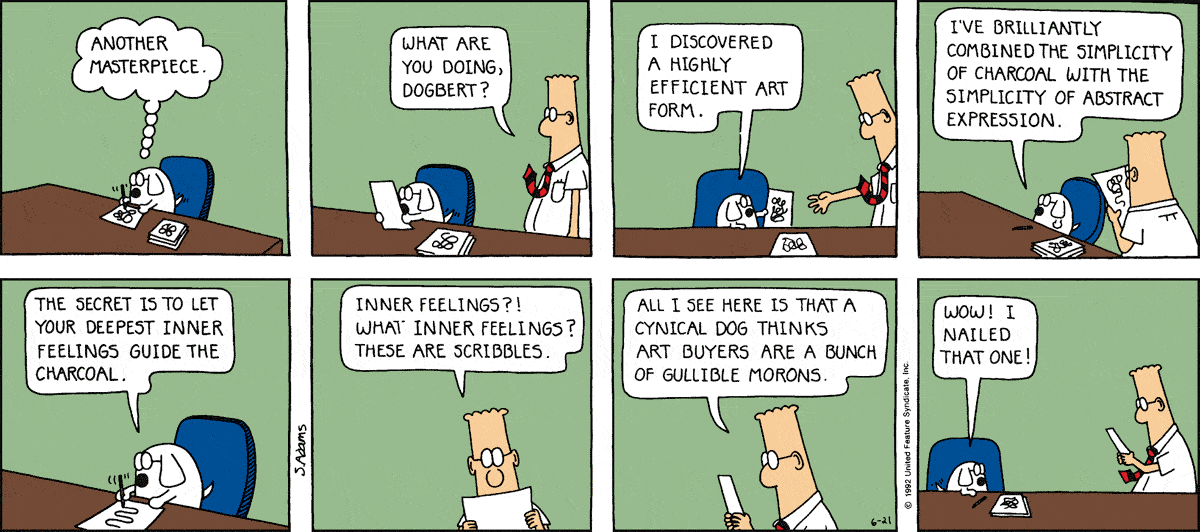 ANOTHER
MASTERPIECE.
WHAT ARE
YOU DOING,
DOGBERT?
I DISCOVERED
A HIGHLY
EFFICIENT ART
FORM.
I'VE BRILLIANTLY
COMBINED THE SIMPLICITY
OF CHARCOAL WITH THE
SIMPLICITY OF ABSTRACT
EXPRESSION.
THE SECRET IS TO LET
YOUR DEEPEST INNER
FEELINGS GUIDE THE
CHARCOAL.
S.Adams
INNER FEELINGS?!
WHAT INNER FEELINGS?
THESE ARE SCRIBBLES.
ALL I SEE HERE IS THAT A
CYNICAL DOG THINKS
ART BUYERS ARE A BUNCH
OF GULLIBLE MORONS.
6-21
© 1992 United Feature Syndicate, Inc.
WOW! I
NAILED
THAT ONE!